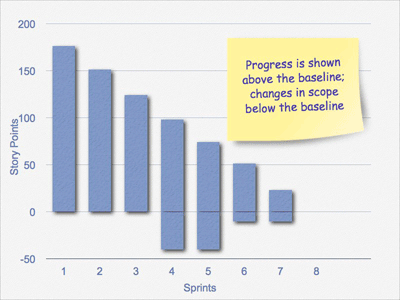 200
Progress is shown
above the baseline;
changes in scope
below the baseline
150
100
50
0
-50
Story Points
1 2 3 4 5 6 7 8
Sprints